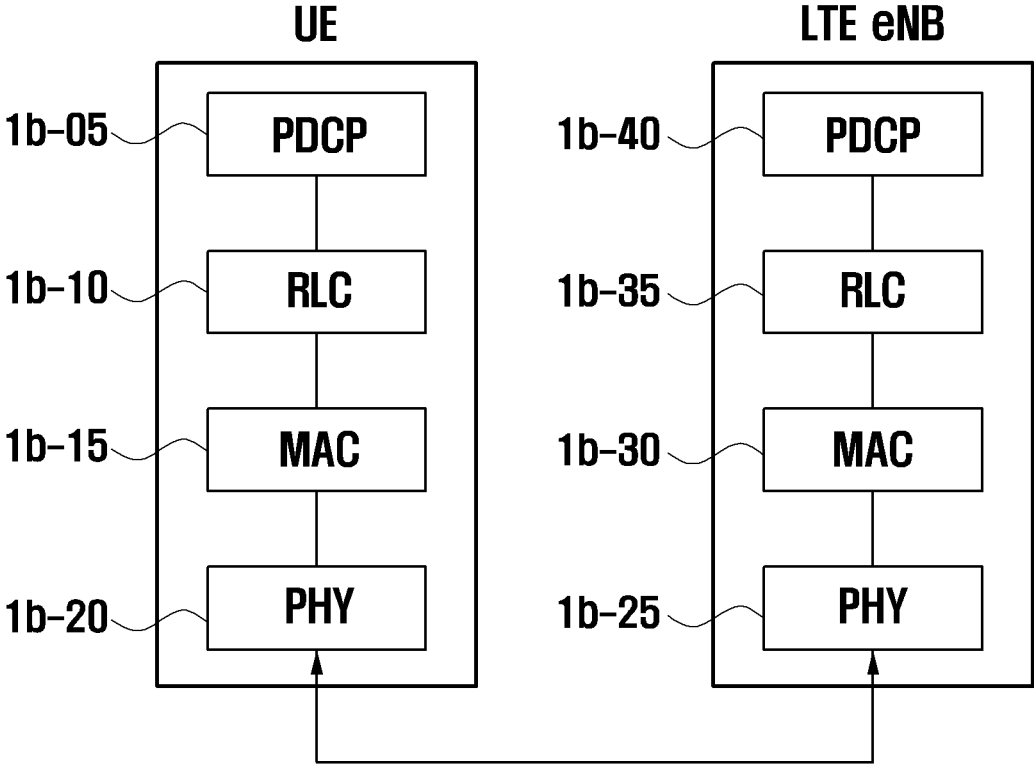 UE
LTE eNB
1b-05
PDCP
1b-40
PDCP
1b-10
RLC
1b-35
RLC
1b-15
MAC
1b-30
MAC
1b-20
PHY
1b-25
PHY